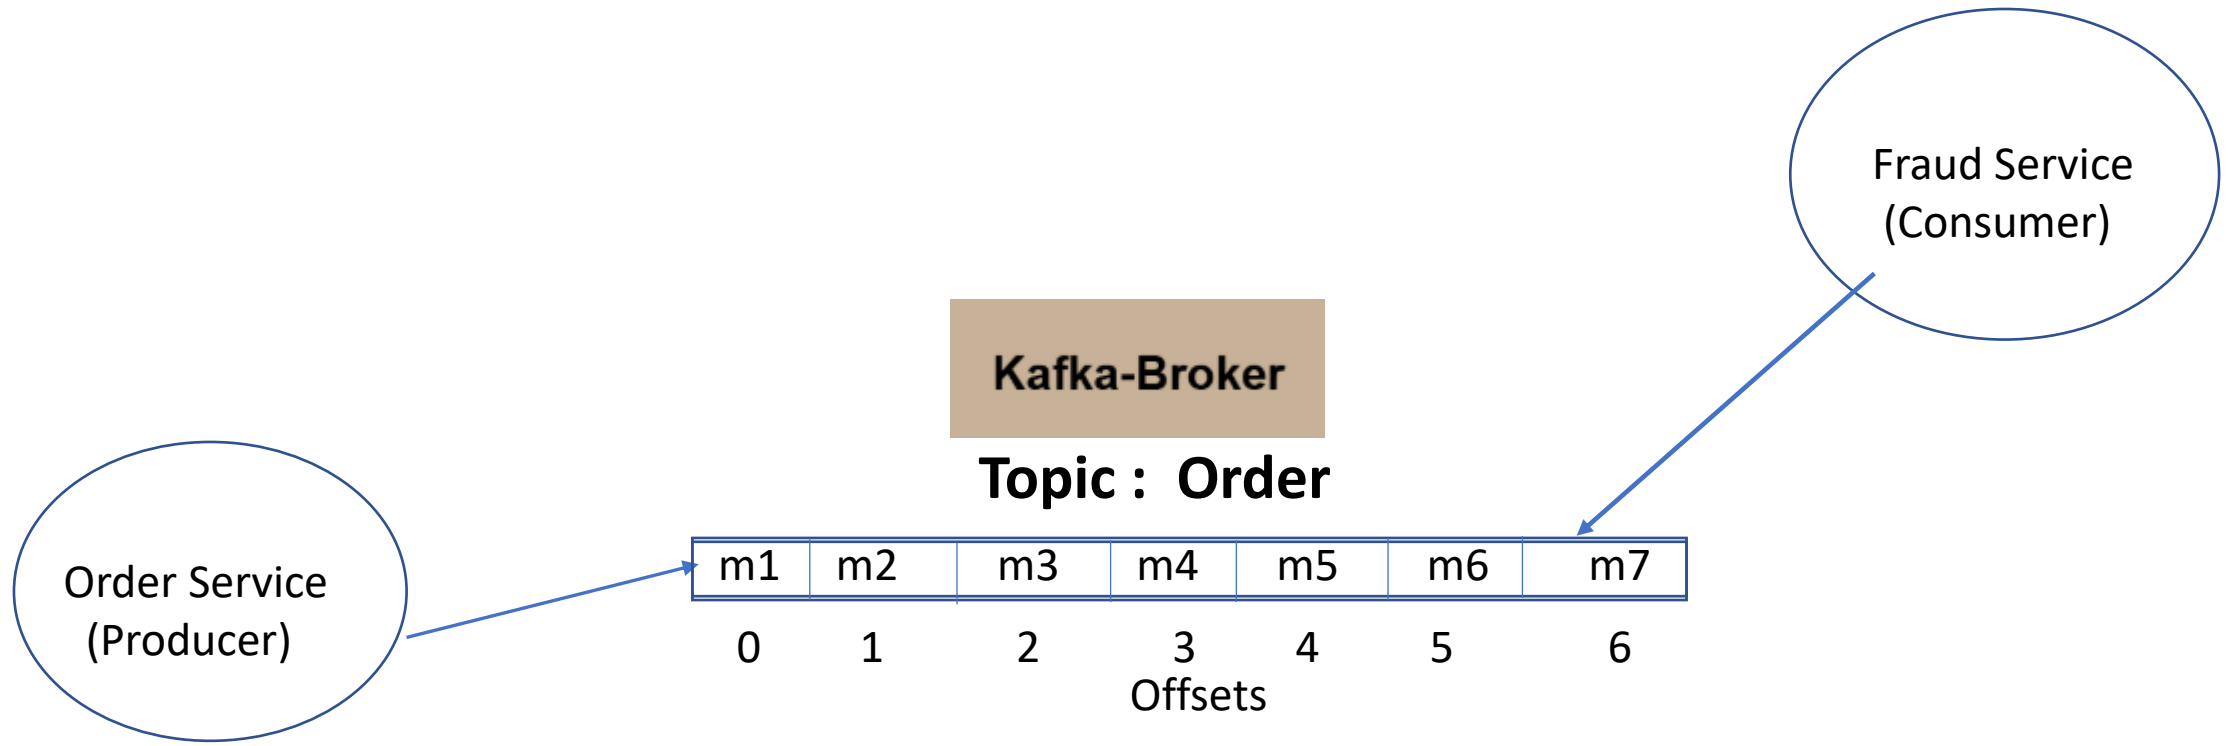 Fraud Service
(Consumer)
Kafka-Broker
Topic : Order
Order Service
(Producer)
m1 m2 m3 m4 m5 m6 m7
0 1 2 3 4 5 6
Offsets